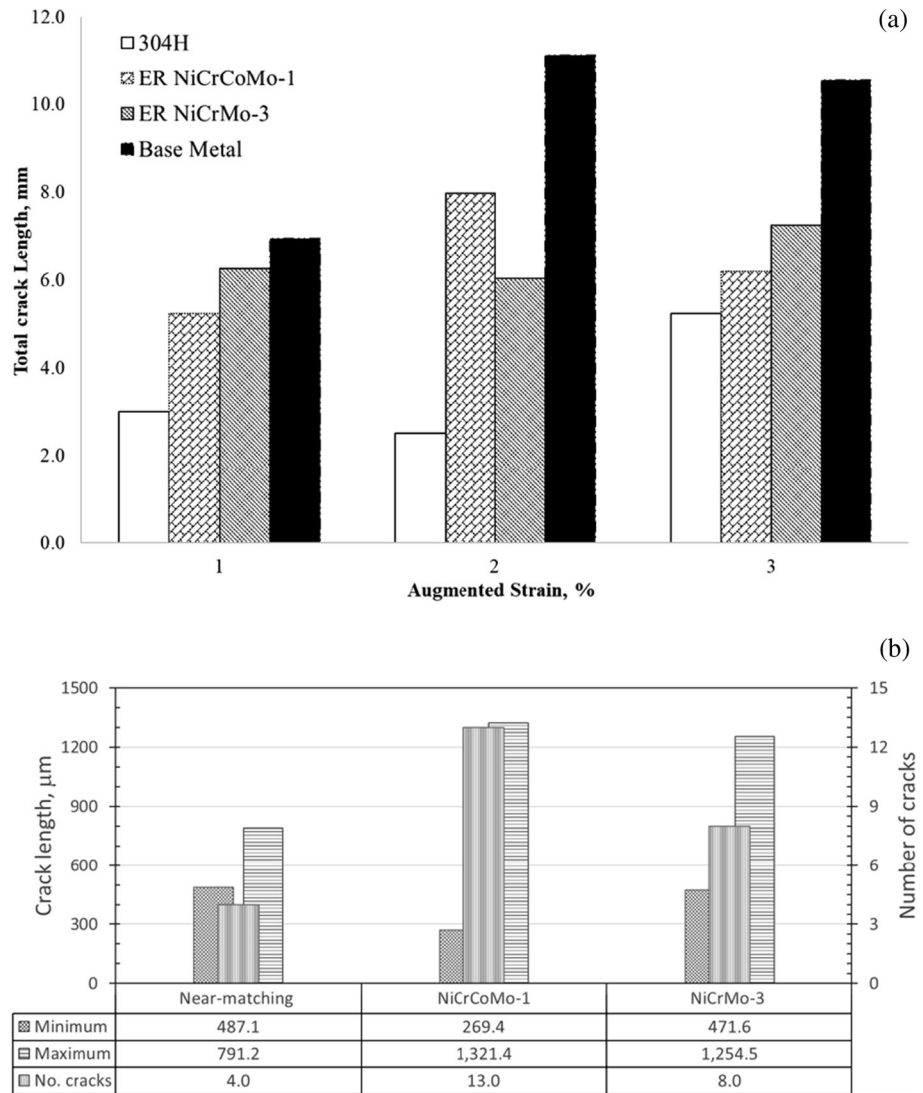 (a)
12.0
10.0
8.0
6.0
4.0
2.0
0.0
Total crack Length, mm
304H
ER NiCrCoMo-1
ER NiCrMo-3
Base Metal
1 2 3
Augmented Strain, %
(b)
1500
1200
900
600
300
0
Crack length, µm
15
12
9
6
3
0
Number of cracks
Near-matching NiCrCoMo-1 NiCrMo-3
Minimum 487.1 269.4 471.6
Maximum 791.2 1,321.4 1,254.5
No. cracks 4.0 13.0 8.0